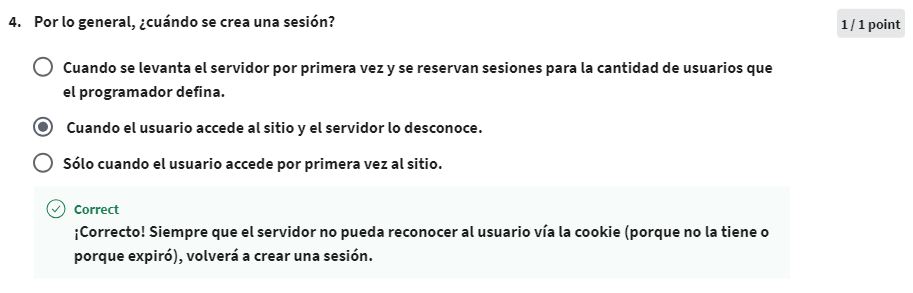 4. Por lo general, ¿cuándo se crea una sesión?
1 / 1 point
Cuando se levanta el servidor por primera vez y se reservan sesiones para la cantidad de usuarios que
el programador defina.
Cuando el usuario accede al sitio y el servidor lo desconoce.
Sólo cuando el usuario accede por primera vez al sitio.
Correct
¡Correcto! Siempre que el servidor no pueda reconocer al usuario vía la cookie (porque no la tiene o
porque expiró), volverá a crear una sesión.